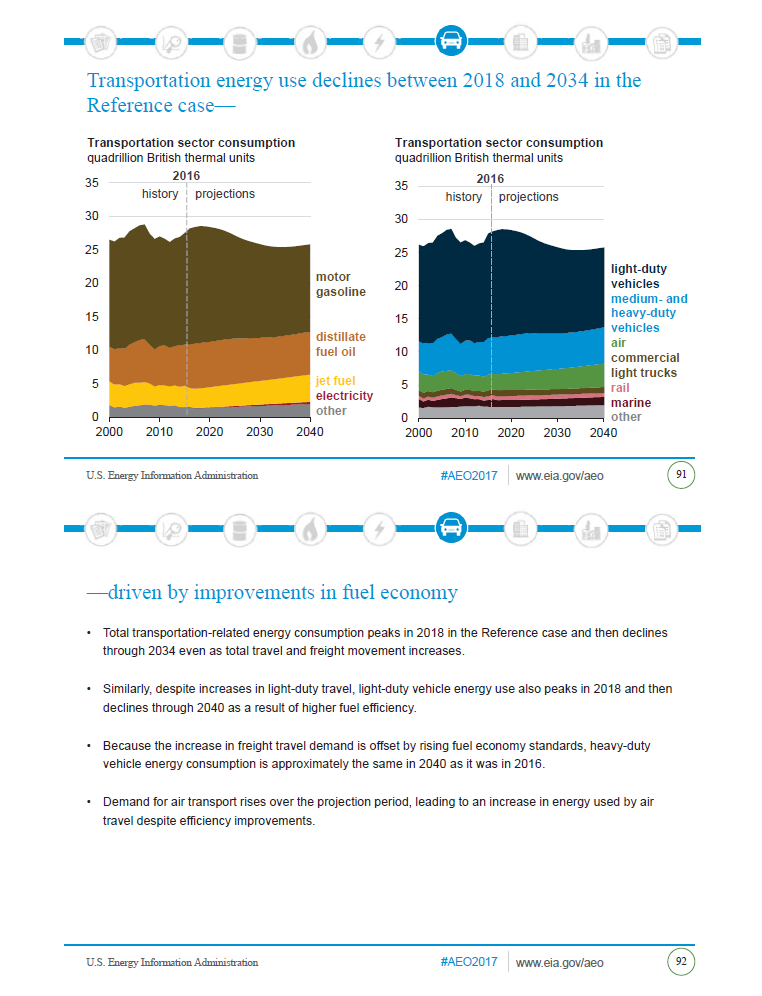 Transportation energy use declines between 2018 and 2034 in the
Reference case—
Transportation sector consumption
quadrillion British thermal units
2016
history
projections
35
30
25
20
15
10
5
0
2000
2010
2020
2030
2040
motor
gasoline
distillate
fuel oil
jet fuel
electricity
other
Transportation sector consumption
quadrillion British thermal units
2016
history
projections
35
30
25
20
15
10
5
0
2000
2010
2020
2030
2040
light-duty
vehicles
medium- and
heavy-duty
vehicles
air
commercial
light trucks
rail
marine
other
U.S. Energy Information Administration
#AEO2017
www.eia.gov/aeo
91
—driven by improvements in fuel economy
• Total transportation-related energy consumption peaks in 2018 in the Reference case and then declines
through 2034 even as total travel and freight movement increases.
• Similarly, despite increases in light-duty travel, light-duty vehicle energy use also peaks in 2018 and then
declines through 2040 as a result of higher fuel efficiency.
• Because the increase in freight travel demand is offset by rising fuel economy standards, heavy-duty
vehicle energy consumption is approximately the same in 2040 as it was in 2016.
• Demand for air transport rises over the projection period, leading to an increase in energy used by air
travel despite efficiency improvements.
U.S. Energy Information Administration
#AEO2017
www.eia.gov/aeo
92